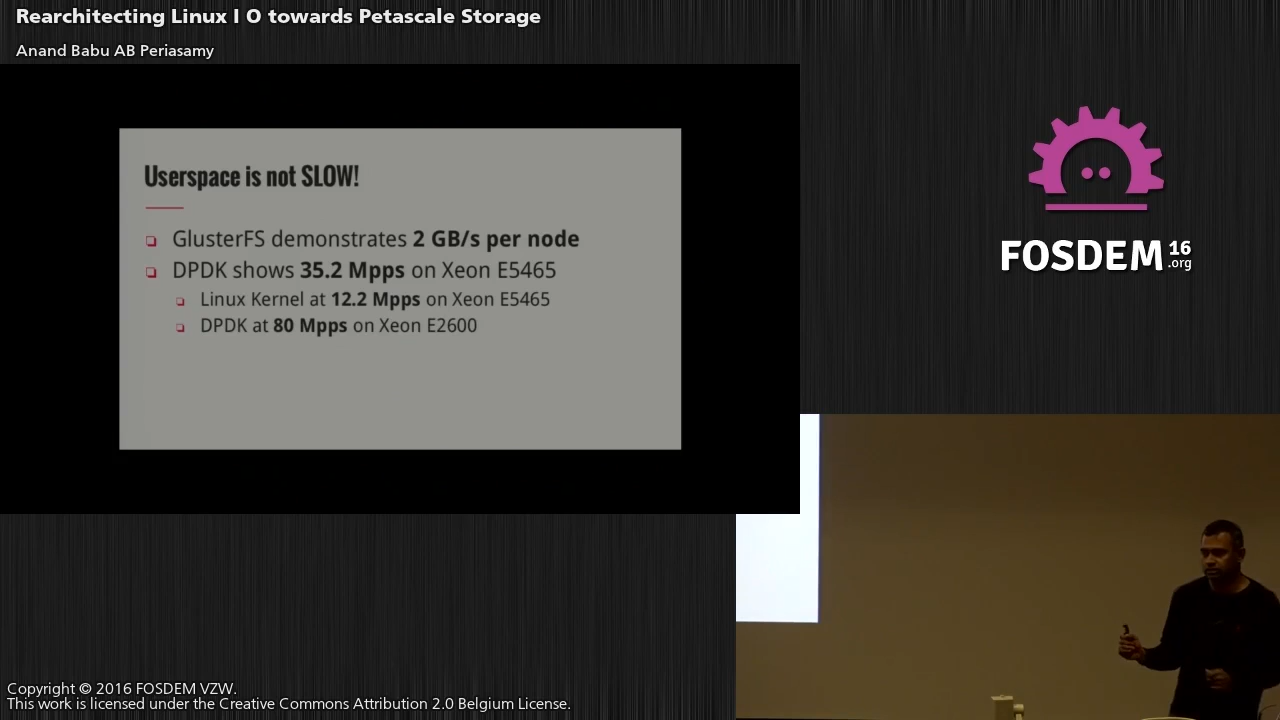 Rearchitecting Linux I O towards Petascale Storage
Anand Babu AB Periasamy
Userspace is not SLOW!
GlusterFS demonstrates 2 GB/s per node
DPDK shows 35.2 Mpps on Xeon E5465
Linux Kernel at 12.2 Mpps on Xeon E5465
DPDK at 80 Mpps on Xeon E2600
FOSDEM 16 .org
Copyright © 2016 FOSDEM VZW.
This work is licensed under the Creative Commons Attribution 2.0 Belgium License.